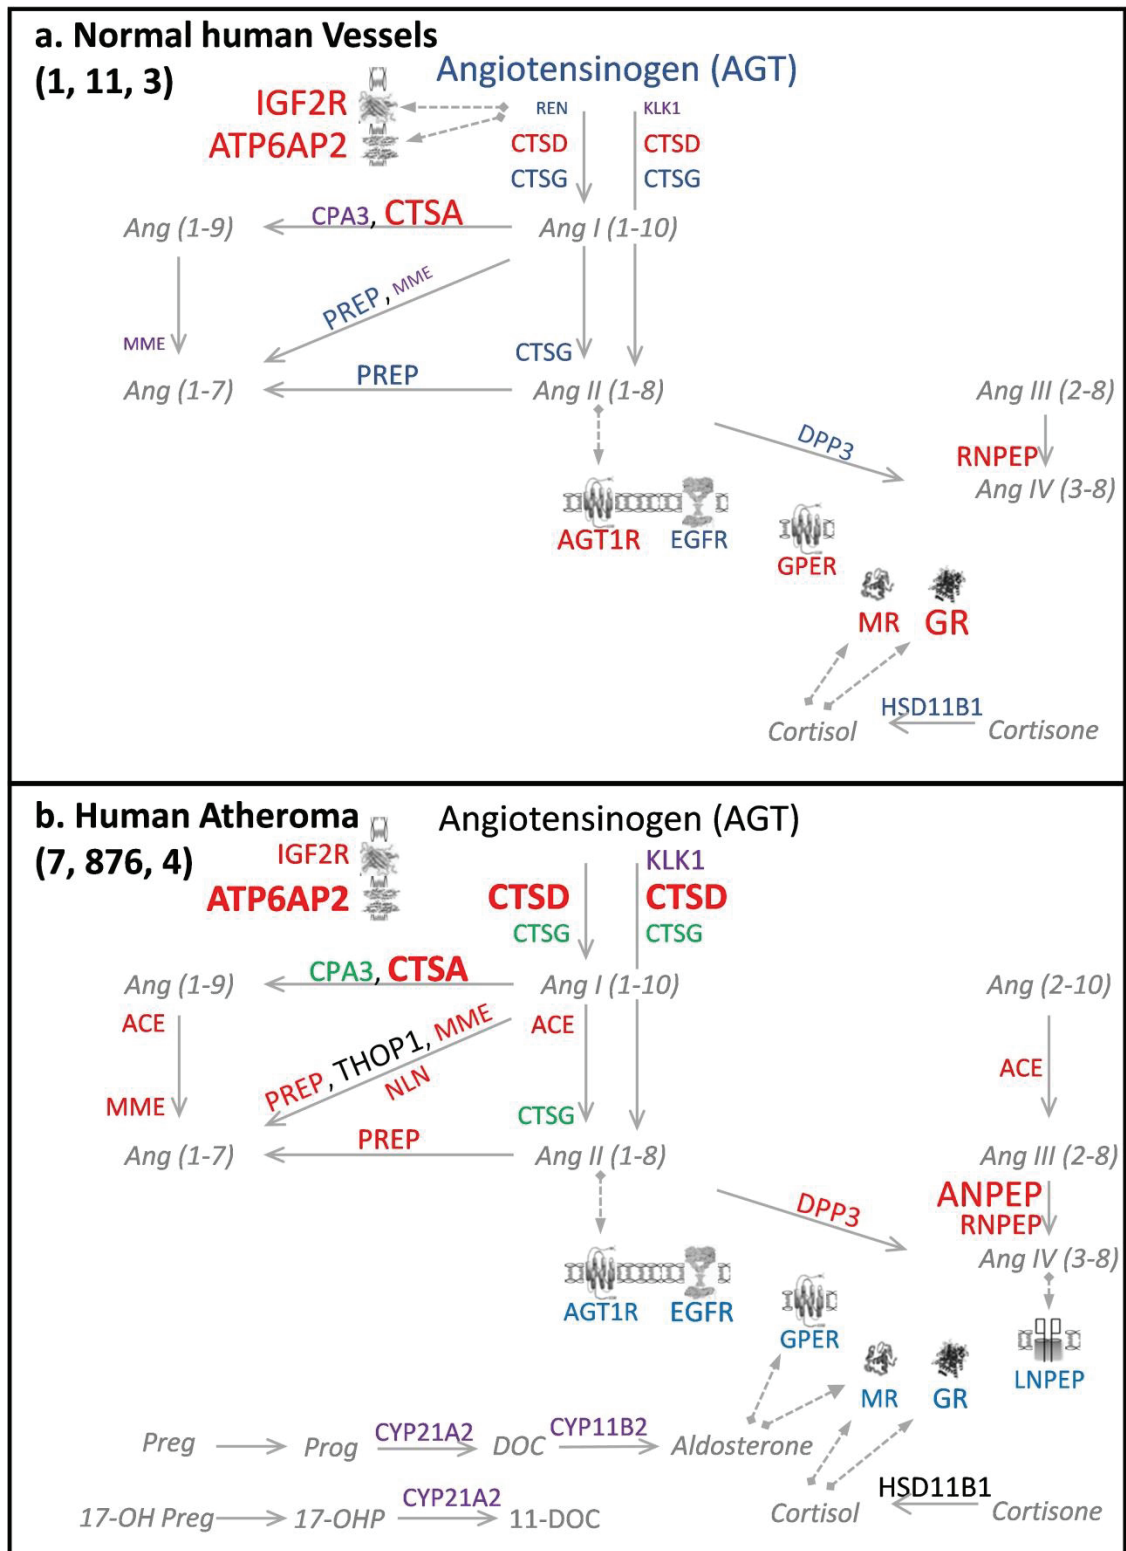 a. Normal human Vessels
(1, 11, 3)
Angiotensinogen (AGT)
IGF2R
ATP6AP2
REN
KLK1
CTSD
CTSD
CTSG
CTSG
Ang (1-9)
CPA3, CTSA
Ang I (1-10)
PREP, MME
MME
CTSG
Ang (1-7)
PREP
Ang II (1-8)
Ang III (2-8)
DPP3
RNPEP
Ang IV (3-8)
AGT1R
EGFR
GPER
MR
GR
HSD11B1
Cortisol
Cortisone
b. Human Atheroma
(7, 876, 4)
Angiotensinogen (AGT)
IGF2R
ATP6AP2
KLK1
CTSD
CTSD
CTSG
CTSG
Ang (1-9)
CPA3, CTSA
Ang I (1-10)
Ang (2-10)
ACE
ACE
PREP, THOP1, MME
NLN
ACE
MME
CTSG
Ang (1-7)
PREP
Ang II (1-8)
Ang III (2-8)
ANPEP
DPP3
RNPEP
Ang IV (3-8)
AGT1R
EGFR
GPER
MR
GR
LNPEP
Preg
Prog
CYP21A2
DOC
CYP11B2
Aldosterone
HSD11B1
17-OH Preg
17-OHP
CYP21A2
11-DOC
Cortisol
Cortisone